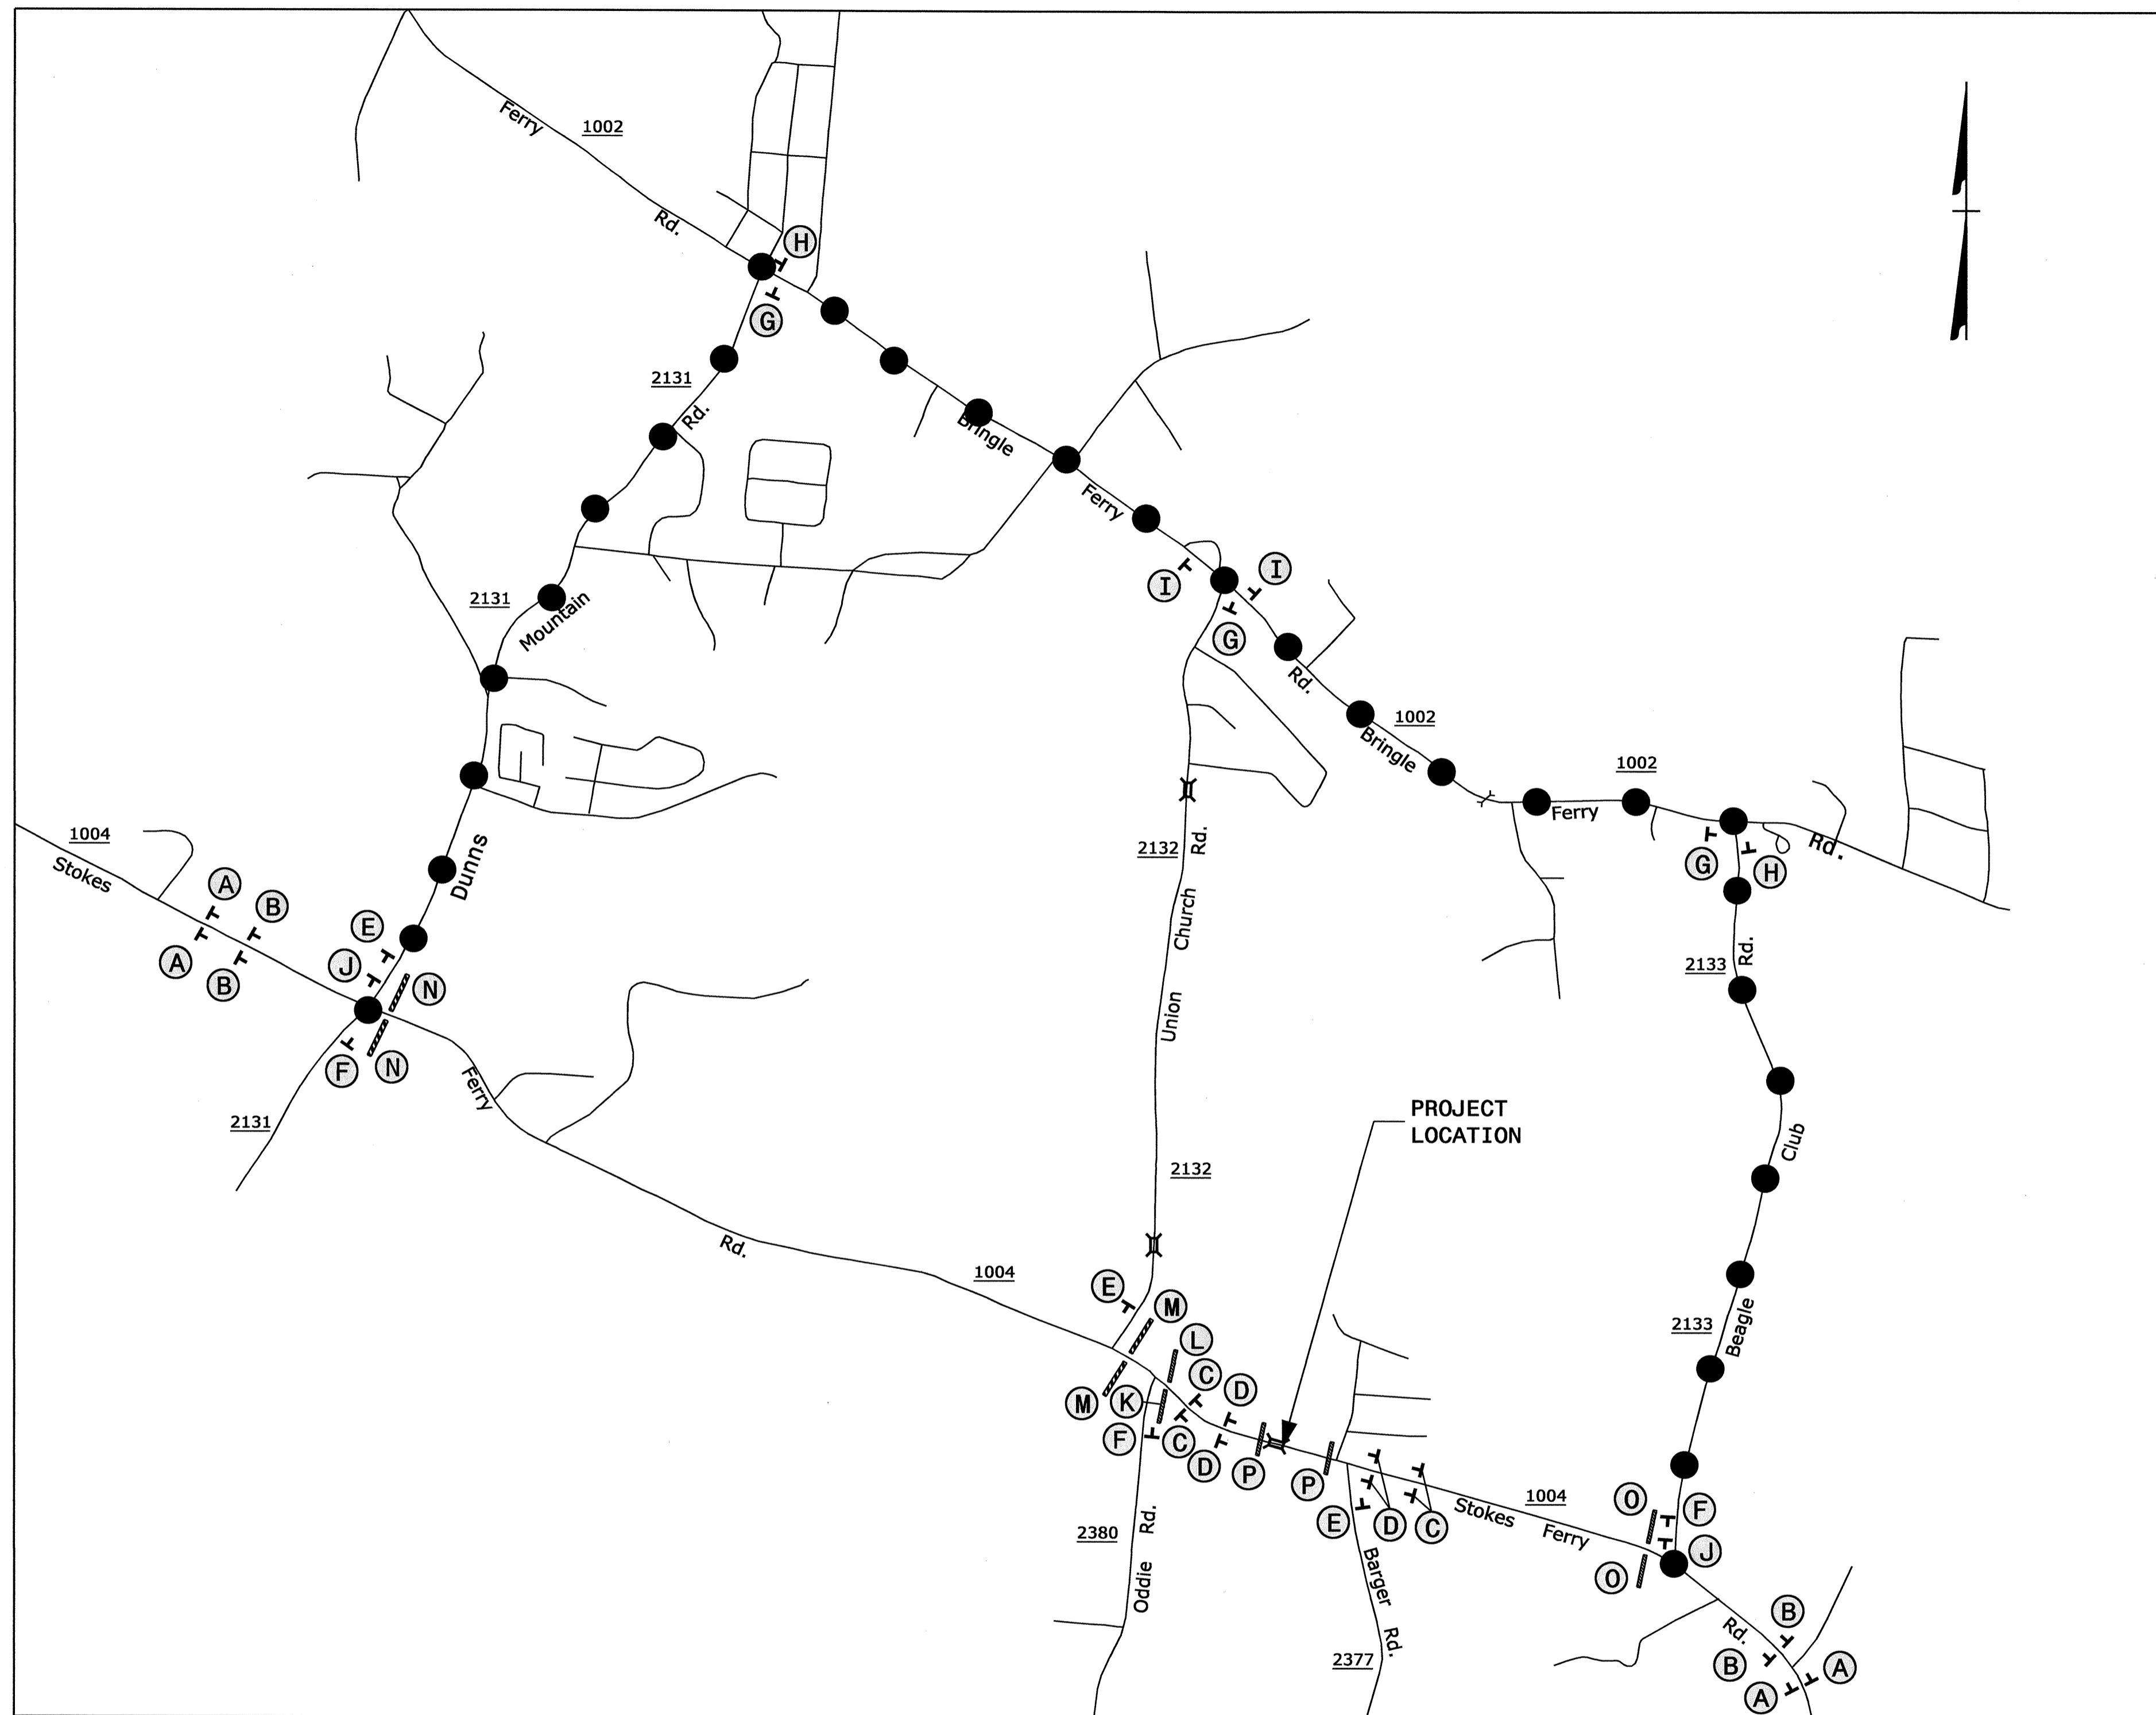 Ferry
1002
Rd.
H
G
2131
Rd.
Bringle
Ferry
I
I
G
2131
Mountain
Rd.
1002
Bringle
1002
Ferry
Rd.
G
H
1004
Stokes
Dunns
2132
Rd.
A
B
A
B
E
J
N
F
N
Church
Union
2133
Rd.
Ferry
2131
PROJECT
LOCATION
Club
2132
Rd.
1004
E
M
L
C
D
M
K
F
C
D
P
P
2133
Beagle
E
D
C
Stokes
1004
Ferry
O
F
J
O
2380
Oddie Rd.
Barger Rd.
2377
Rd.
B
B
A
A